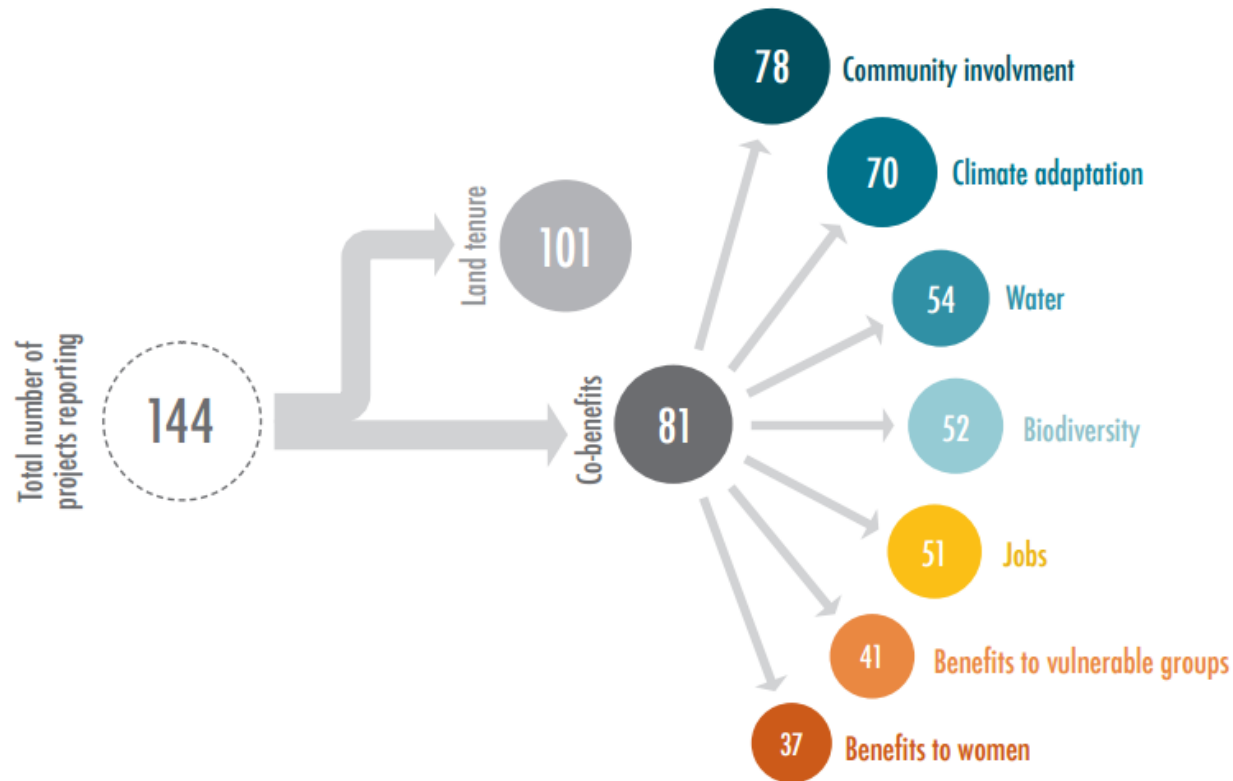 78
Community involvment
70
Climate adaptation
Land tenure
101
54
Water
Total number of
projects reporting
144
Co-benefits
81
52
Biodiversity
51
Jobs
41
Benefits to vulnerable groups
37
Benefits to women